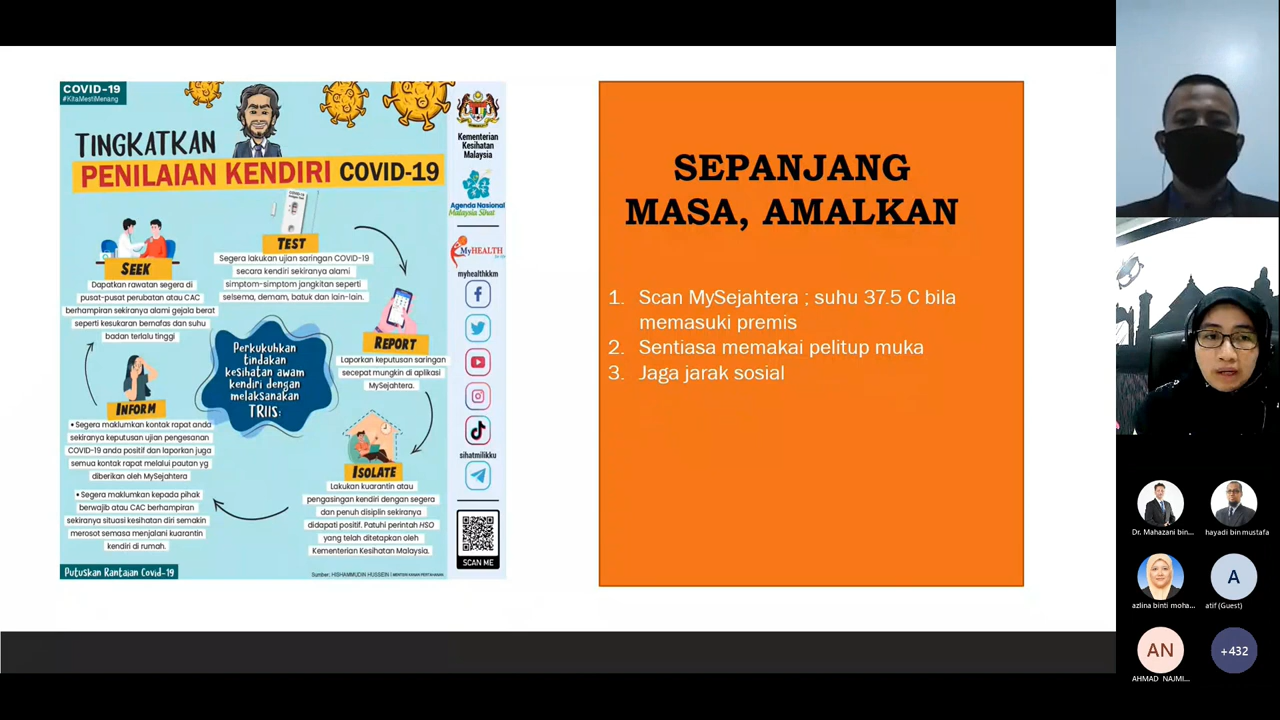 COVID-19
#KitaMestiMenang
TINGKATKAN
PENILAIAN KENDIRI COVID-19
Kementerian
Kesihatan
Malaysia
Agenda Nasional
Malaysia Sihat
MyHEALTH
myhealthkkm
sihatmilikku
SCAN ME
TEST
Segera lakukan ujian saringan COVID-19
secara kendiri sekiranya alami
simptom-simptom jangkitan seperti
selsema, demam, batuk dan lain-lain.
REPORT
Laporkan keputusan saringan
secepat mungkin di aplikasi
MySejahtera.
ISOLATE
Lakukan kuarantin atau
pengasingan kendiri dengan segera
dan penuh disiplin sekiranya
didapati positif. Patuhi perintah HSO
yang telah ditetapkan oleh
Kementerian Kesihatan Malaysia.
INFORM
• Segera maklumkan kontak rapat anda
sekiranya keputusan ujian pengesanan
COVID-19 anda positif dan laporkan juga
semua kontak rapat melalui pautan yg
diberikan oleh MySejahtera
• Segera maklumkan kepada pihak
berwajib atau CAC berhampiran
sekiranya situasi kesihatan diri semakin
merosot semasa menjalani kuarantin
kendiri di rumah.
SEEK
Dapatkan rawatan segera di
pusat-pusat perubatan atau CAC
berhampiran sekiranya alami gejala berat
seperti kesukaran bernafas dan suhu
badan terlalu tinggi
Perkukuhkan
tindakan
kesihatan awam
kendiri dengan
melaksanakan
TRIIS:
Putuskan Rantaian Covid-19
Sumber: HISHAMMUDIN HUSSEIN
SEPANJANG
MASA, AMALKAN
1. Scan MySejahtera ; suhu 37.5 C bila
memasuki premis
2. Sentiasa memakai pelitup muka
3. Jaga jarak sosial
Dr. Mahazani bin...
hayadi bin mustafa
azlina binti moha...
A
atif (Guest)
AN
AHMAD NAJMI...
+432